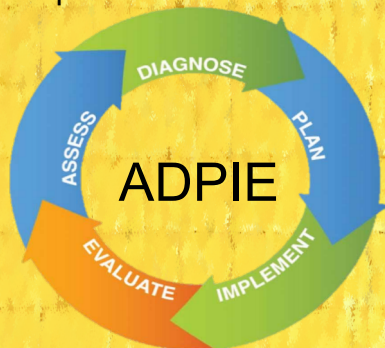 DIAGNOSE
PLAN
IMPLEMENT
EVALUATE
ASSESS
ADPIE